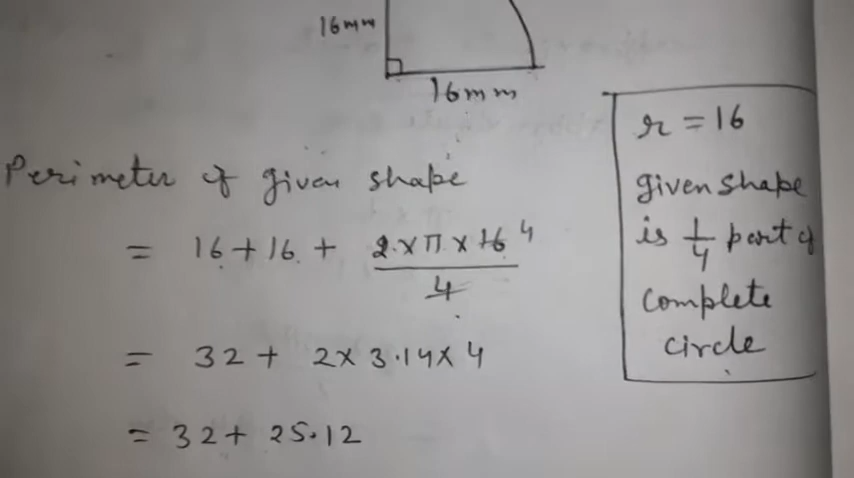 16mm
16mm
r = 16
given shape
is 1/4 part of
complete
circle
Perimeter of given shape
= 16 + 16 + 2 × π × 16 4 / 4
= 32 + 2 × 3.14 × 4
= 32 + 25.12